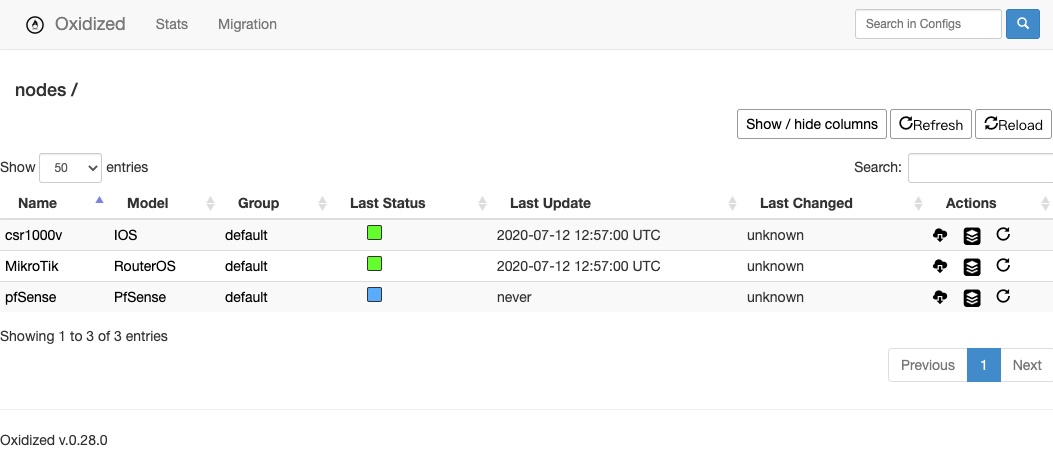 Oxidized Stats Migration Search in Configs
nodes /
Show / hide columns Refresh Reload
Show 50 entries Search:
Name Model Group Last Status Last Update Last Changed Actions
csr1000v IOS default 2020-07-12 12:57:00 UTC unknown
MikroTik RouterOS default 2020-07-12 12:57:00 UTC unknown
pfSense PfSense default never unknown
Showing 1 to 3 of 3 entries
Previous 1 Next
Oxidized v.0.28.0